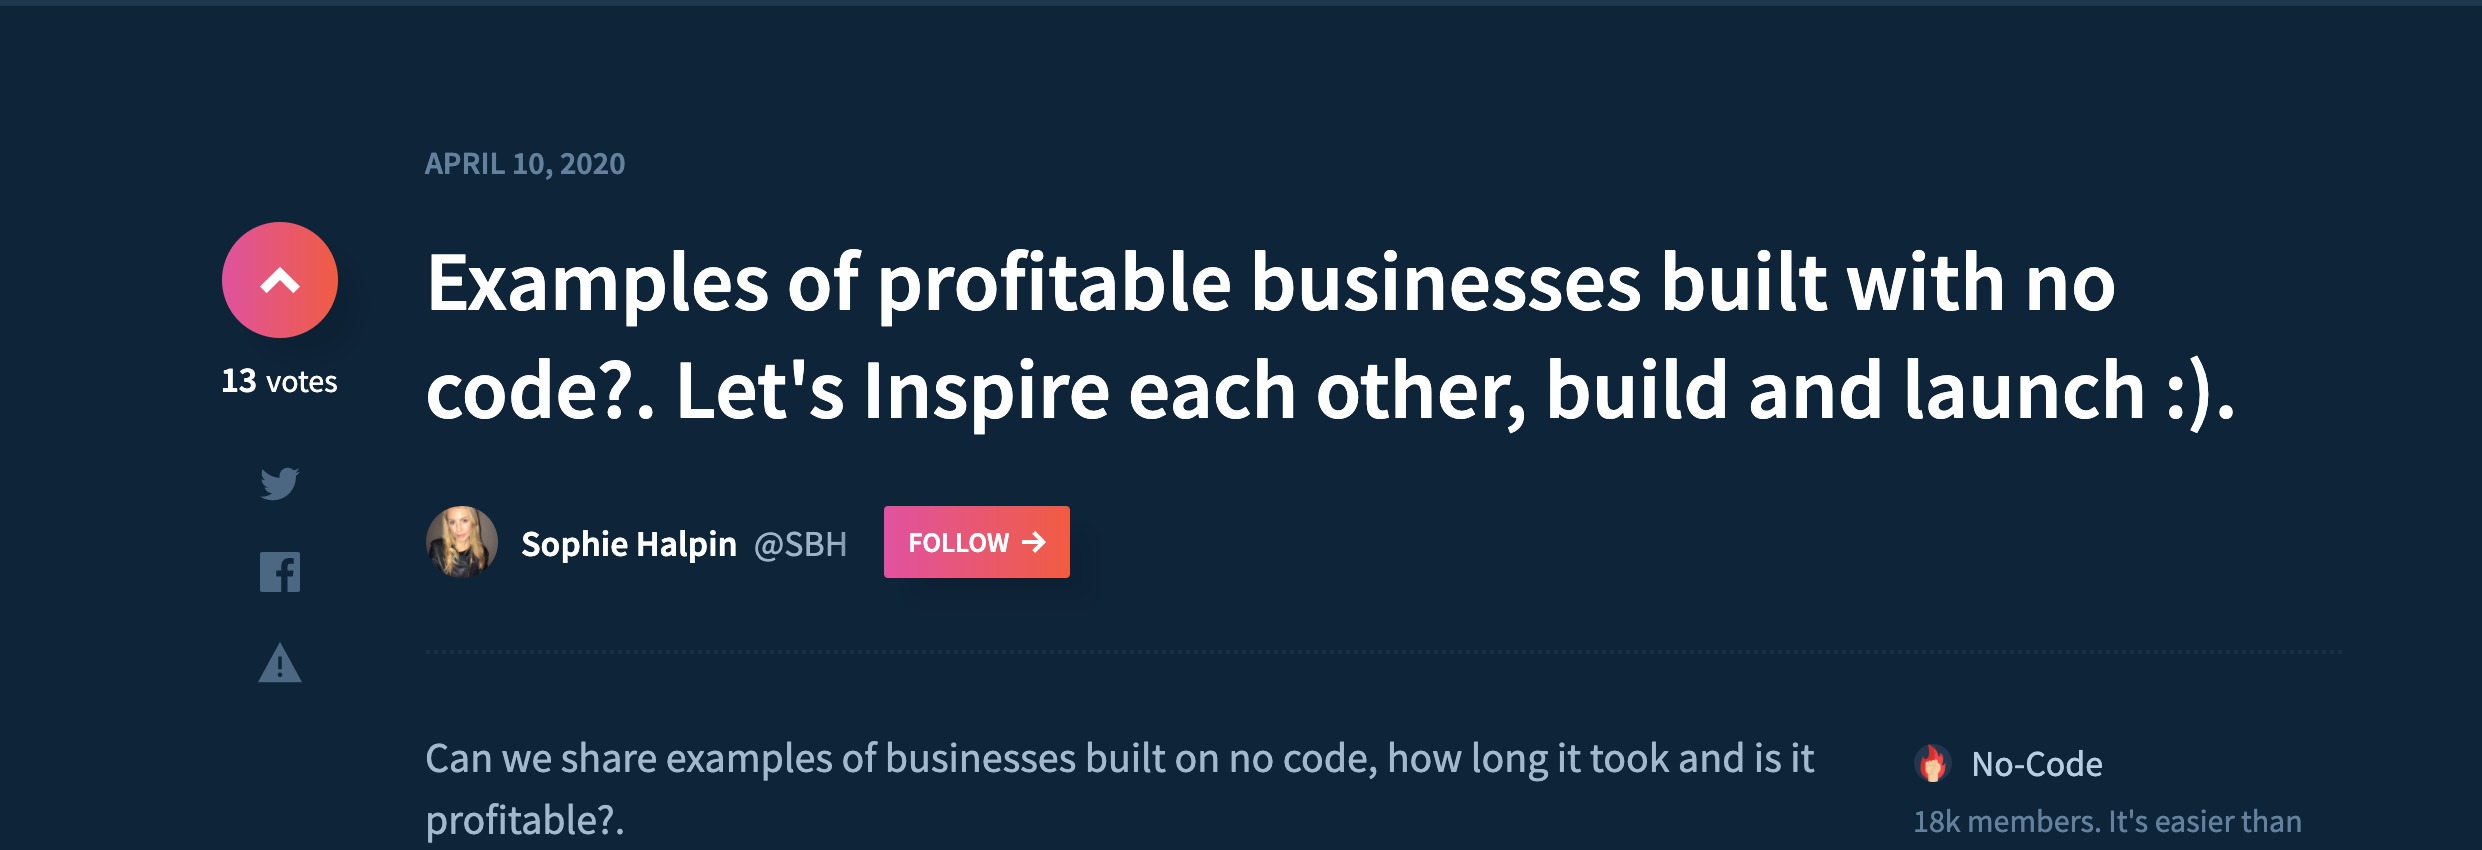 APRIL 10, 2020
Examples of profitable businesses built with no
code?. Let's Inspire each other, build and launch :).
13 votes
Sophie Halpin @SBH FOLLOW →
Can we share examples of businesses built on no code, how long it took and is it
profitable?.
No-Code
18k members. It's easier than